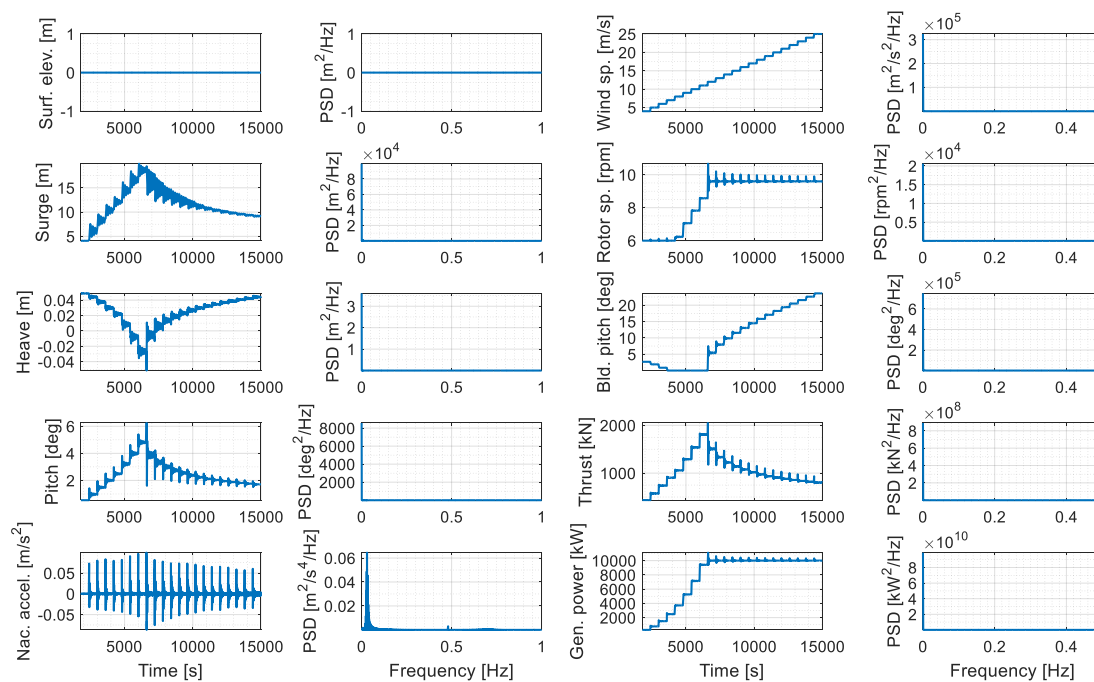 Surf. elev. [m]
1
0
-1
5000 10000 15000
PSD [m²/Hz]
1
0
-1
0 0.5 1
Wind sp. [m/s]
25
20
15
10
5
5000 10000 15000
PSD [m²/s²/Hz]
×10⁵
3
2
1
0 0.2 0.4
Surge [m]
15
10
5
5000 10000 15000
PSD [m²/Hz]
×10⁴
10
8
6
4
2
0 0.5 1
Rotor sp. [rpm]
10
8
6
5000 10000 15000
PSD [rpm²/Hz]
×10⁴
2
1.5
1
0.5
0 0.2 0.4
Heave [m]
0.04
0.02
0
-0.02
-0.04
5000 10000 15000
PSD [m²/Hz]
3
2
1
0 0.5 1
Bld. pitch [deg]
20
15
10
5
5000 10000 15000
PSD [deg²/Hz]
×10⁵
6
4
2
0 0.2 0.4
Pitch [deg]
6
4
2
5000 10000 15000
PSD [deg²/Hz]
8000
6000
4000
2000
0 0.5 1
Thrust [kN]
2000
1000
5000 10000 15000
PSD [kN²/Hz]
×10⁸
8
6
4
2
0 0.2 0.4
Nac. accel. [m/s²]
0.05
0
-0.05
5000 10000 15000
Time [s]
PSD [m²/s⁴/Hz]
0.06
0.04
0.02
0 0.5 1
Frequency [Hz]
Gen. power [kW]
10000
8000
6000
4000
2000
5000 10000 15000
Time [s]
PSD [kW²/Hz]
×10¹⁰
8
6
4
2
0 0.2 0.4
Frequency [Hz]